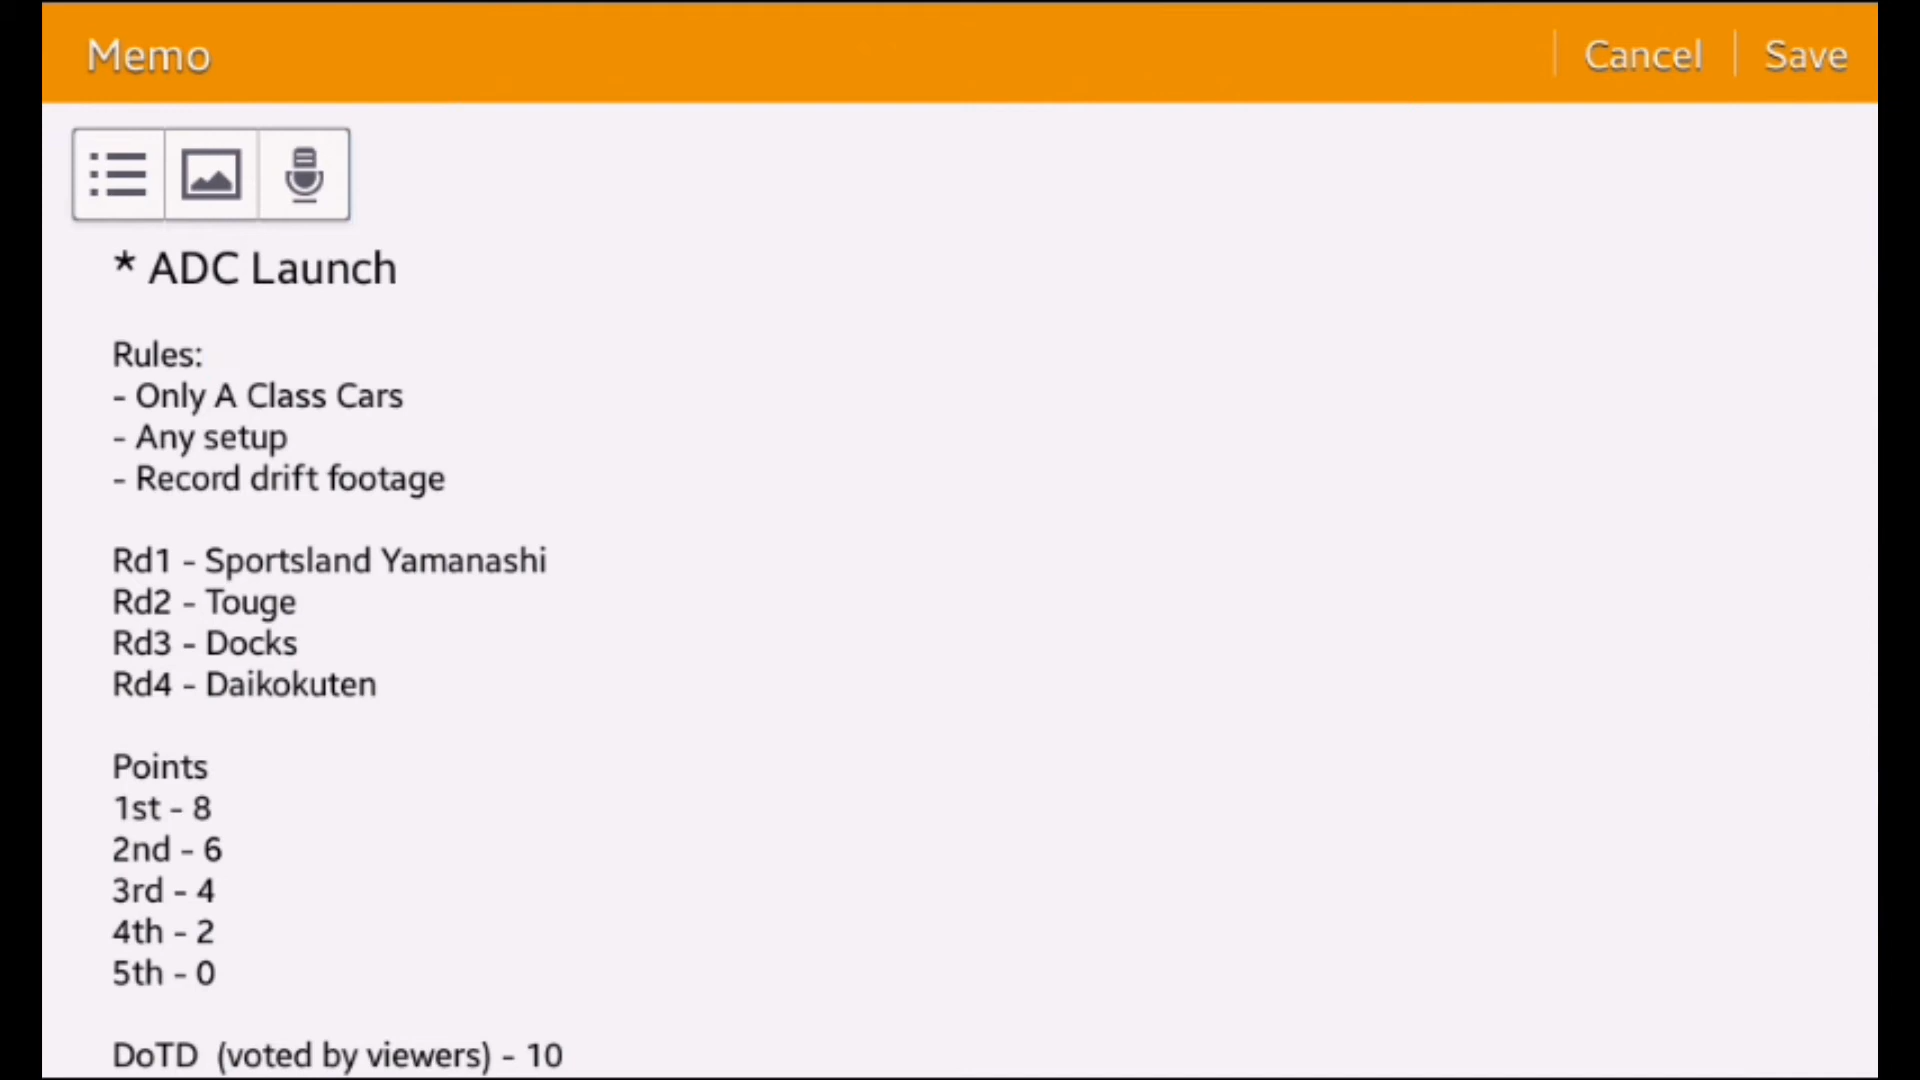 Memo
Cancel
Save
* ADC Launch
Rules:
- Only A Class Cars
- Any setup
- Record drift footage
Rd1 - Sportsland Yamanashi
Rd2 - Touge
Rd3 - Docks
Rd4 - Daikokuten
Points
1st - 8
2nd - 6
3rd - 4
4th - 2
5th - 0
DoTD (voted by viewers) - 10